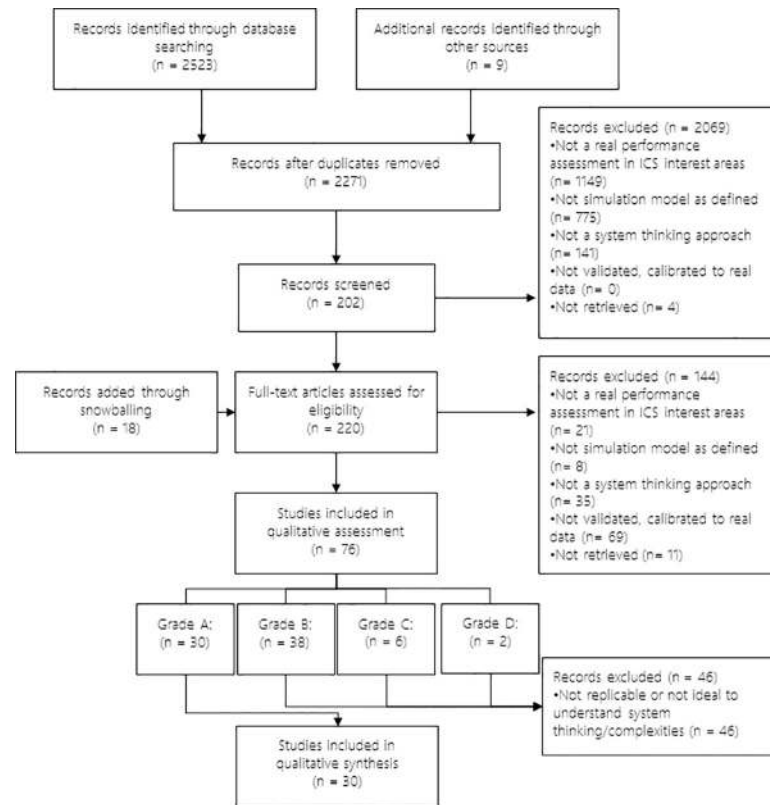 Records identified through database
searching
(n = 2523)
Additional records identified through
other sources
(n = 9)
Records after duplicates removed
(n = 2271)
Records excluded (n = 2069)
•Not a real performance
assessment in ICS interest areas
(n= 1149)
•Not simulation model as defined
(n = 775)
•Not a system thinking approach
(n = 141)
•Not validated, calibrated to real
data (n= 0)
•Not retrieved (n= 4)
Records screened
(n = 202)
Records added through
snowballing
(n = 18)
Full-text articles assessed for
eligibility
(n = 220)
Records excluded (n = 144)
•Not a real performance
assessment in ICS interest areas
(n = 21)
•Not simulation model as defined
(n = 8)
•Not a system thinking approach
(n = 35)
•Not validated, calibrated to real
data (n = 69)
•Not retrieved (n = 11)
Studies included in
qualitative assessment
(n = 76)
Grade A:
(n = 30)
Grade B:
(n = 38)
Grade C:
(n = 6)
Grade D:
(n = 2)
Records excluded (n = 46)
•Not replicable or not ideal to
understand system
thinking/complexities (n = 46)
Studies included in
qualitative synthesis
(n = 30)